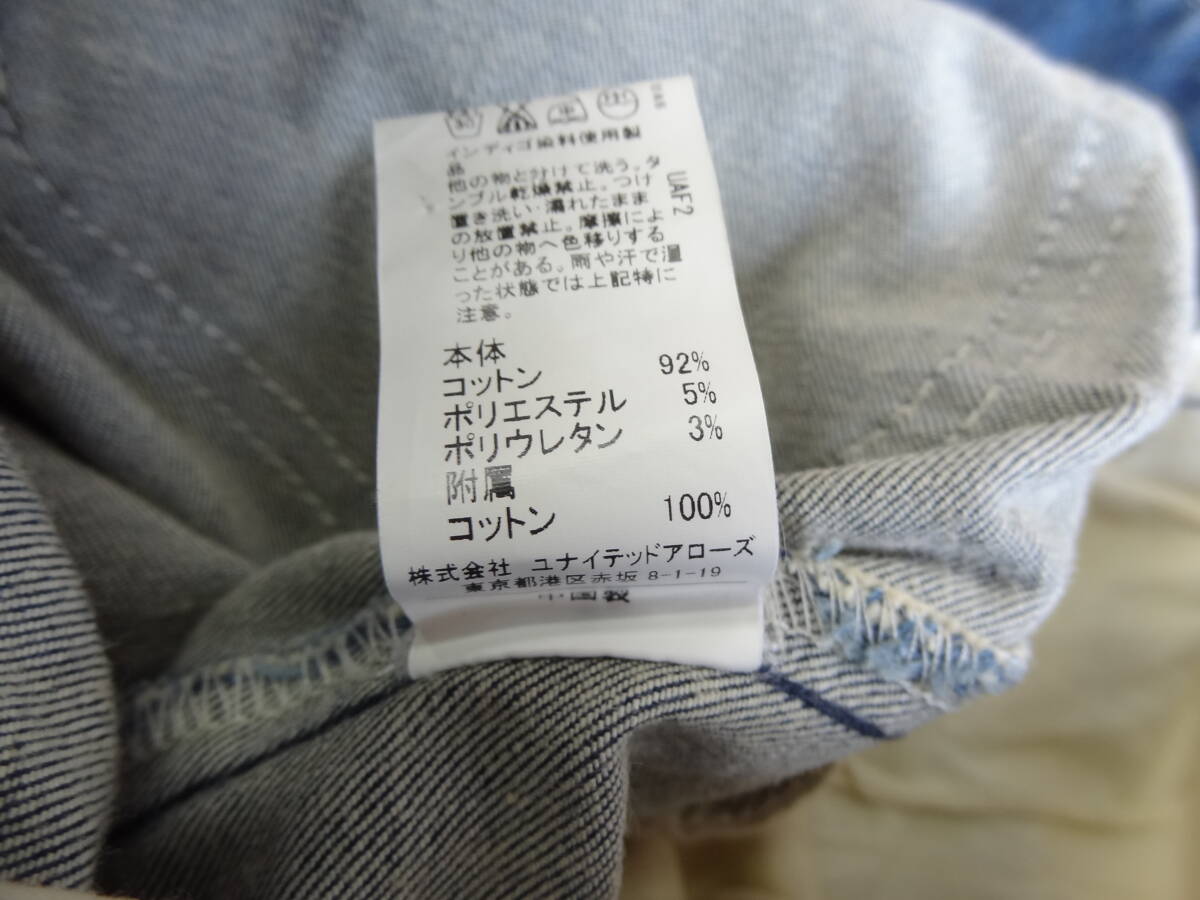 インディゴ染料使用製
品
他の物と分けて洗う。タ
ンブル乾燥禁止。つけ
置き洗い・濡れたまま
の放置禁止。摩擦によ
り他の物へ色移りする
ことがある。雨や汗で湿
った状態では上記特に
注意。
UAF2
本体
コットン 92%
ポリエステル 5%
ポリウレタン 3%
附属
コットン 100%
株式会社 ユナイテッドアローズ
東京都港区赤坂 8-1-19
中国製